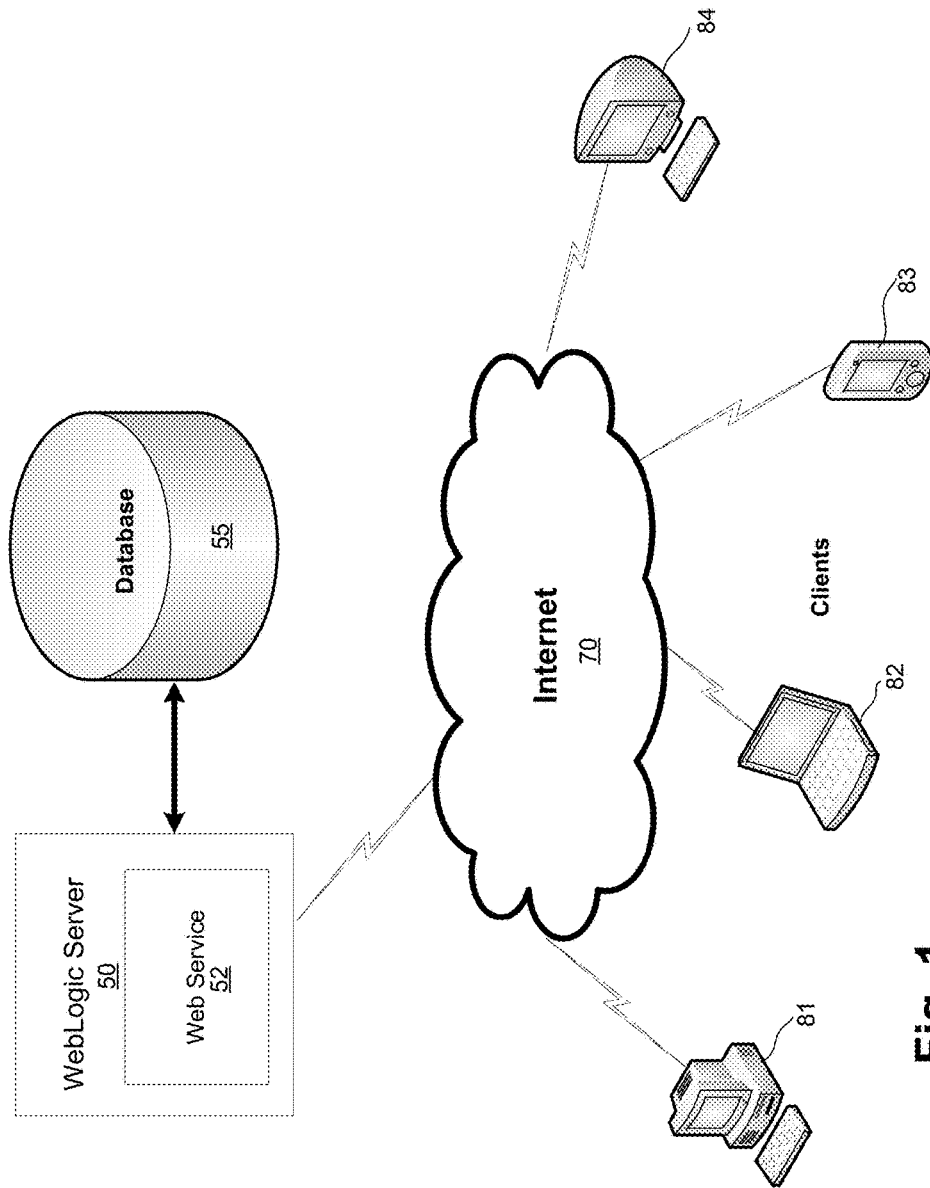 WebLogic Server
50
Web Service
52
Database
55
Internet
70
81
82
Clients
83
84
Fig. 1